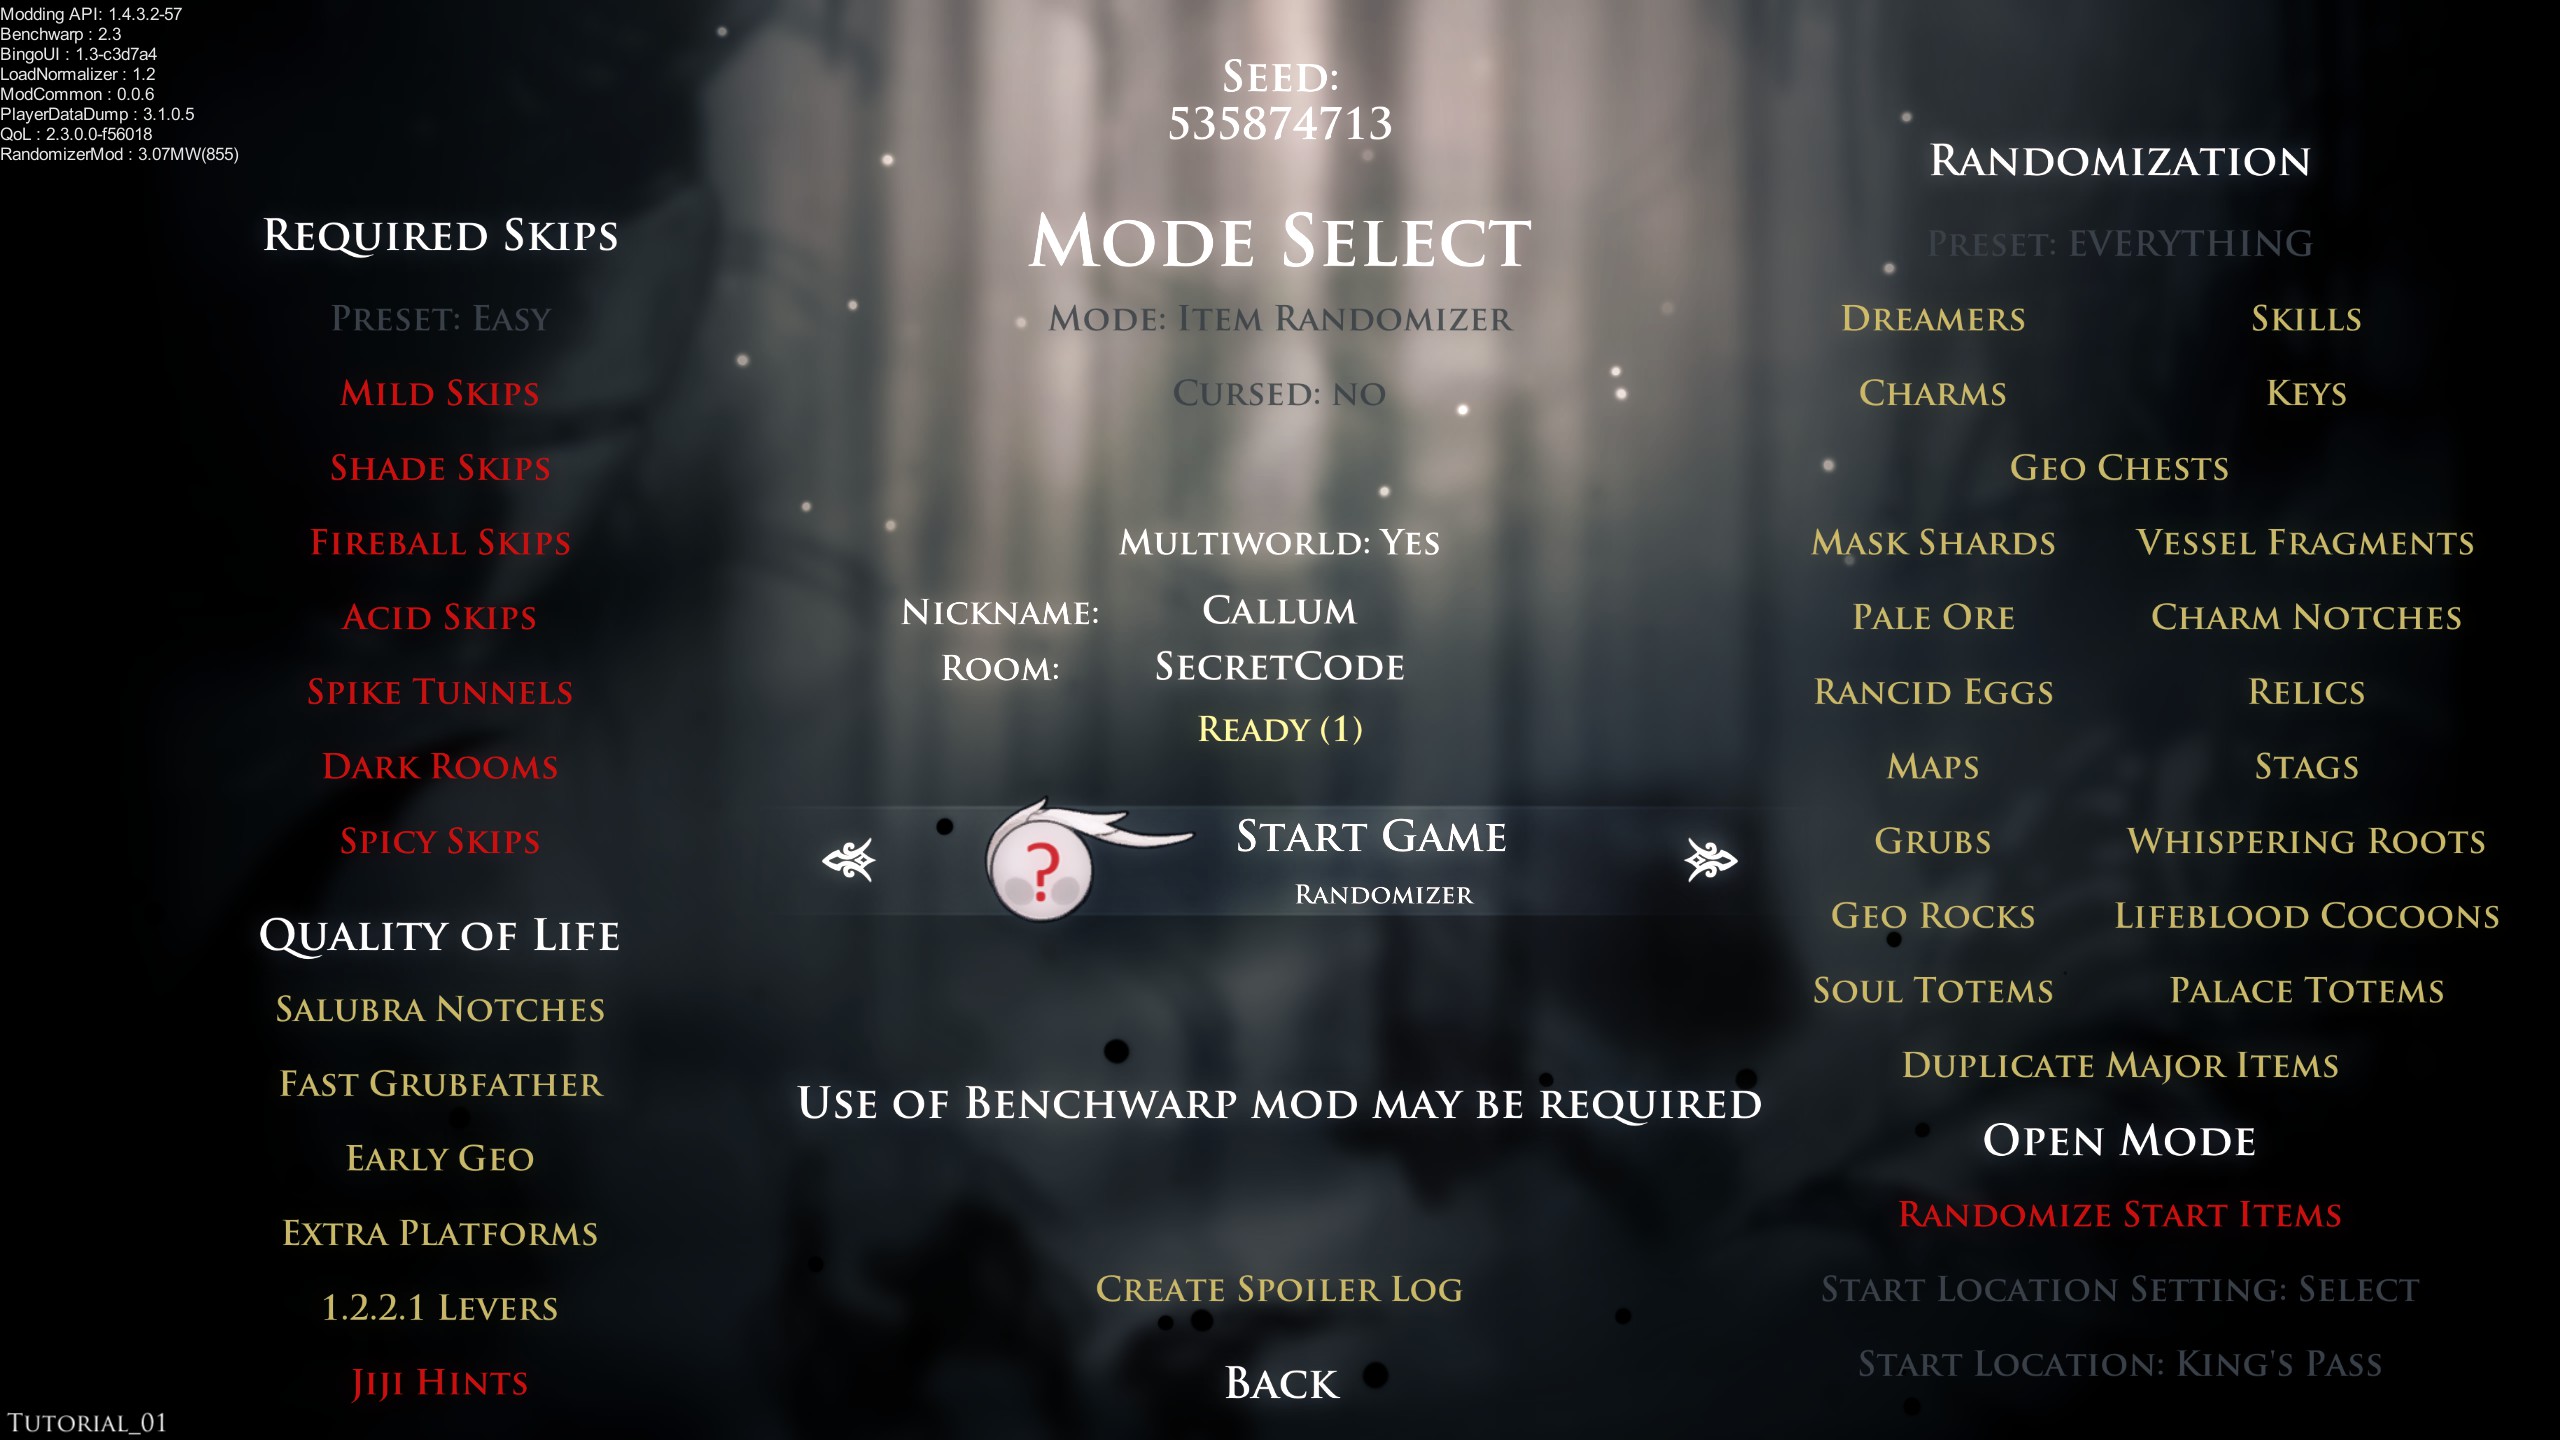 Modding API: 1.4.3.2-57
Benchwarp : 2.3
BingoUI : 1.3-c3d7a4
LoadNormalizer : 1.2
ModCommon : 0.0.6
PlayerDataDump : 3.1.0.5
QoL : 2.3.0.0-f56018
RandomizerMod : 3.07MW(855)
Required Skips
Preset: Easy
Mild Skips
Shade Skips
Fireball Skips
Acid Skips
Spike Tunnels
Dark Rooms
Spicy Skips
Quality of Life
Salubra Notches
Fast Grubfather
Early Geo
Extra Platforms
1.2.2.1 Levers
Jiji Hints
Tutorial_01
Seed:
535874713
Mode Select
Mode: Item Randomizer
Cursed: no
Multiworld: Yes
Nickname: Callum
Room: SecretCode
Ready (1)
?
Start Game
Randomizer
Use of Benchwarp mod may be required
Create Spoiler Log
Back
Randomization
Preset: EVERYTHING
Dreamers Skills
Charms Keys
Geo Chests
Mask Shards Vessel Fragments
Pale Ore Charm Notches
Rancid Eggs Relics
Maps Stags
Grubs Whispering Roots
Geo Rocks Lifeblood Cocoons
Soul Totems Palace Totems
Duplicate Major Items
Open Mode
Randomize Start Items
Start Location Setting: Select
Start Location: King's Pass